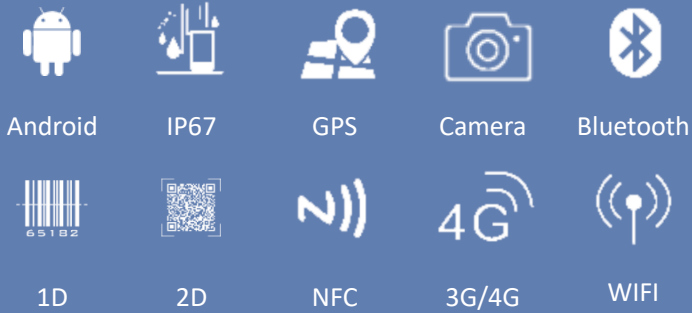 Android IP67 GPS Camera Bluetooth
65182
4G
1D 2D NFC 3G/4G WIFI